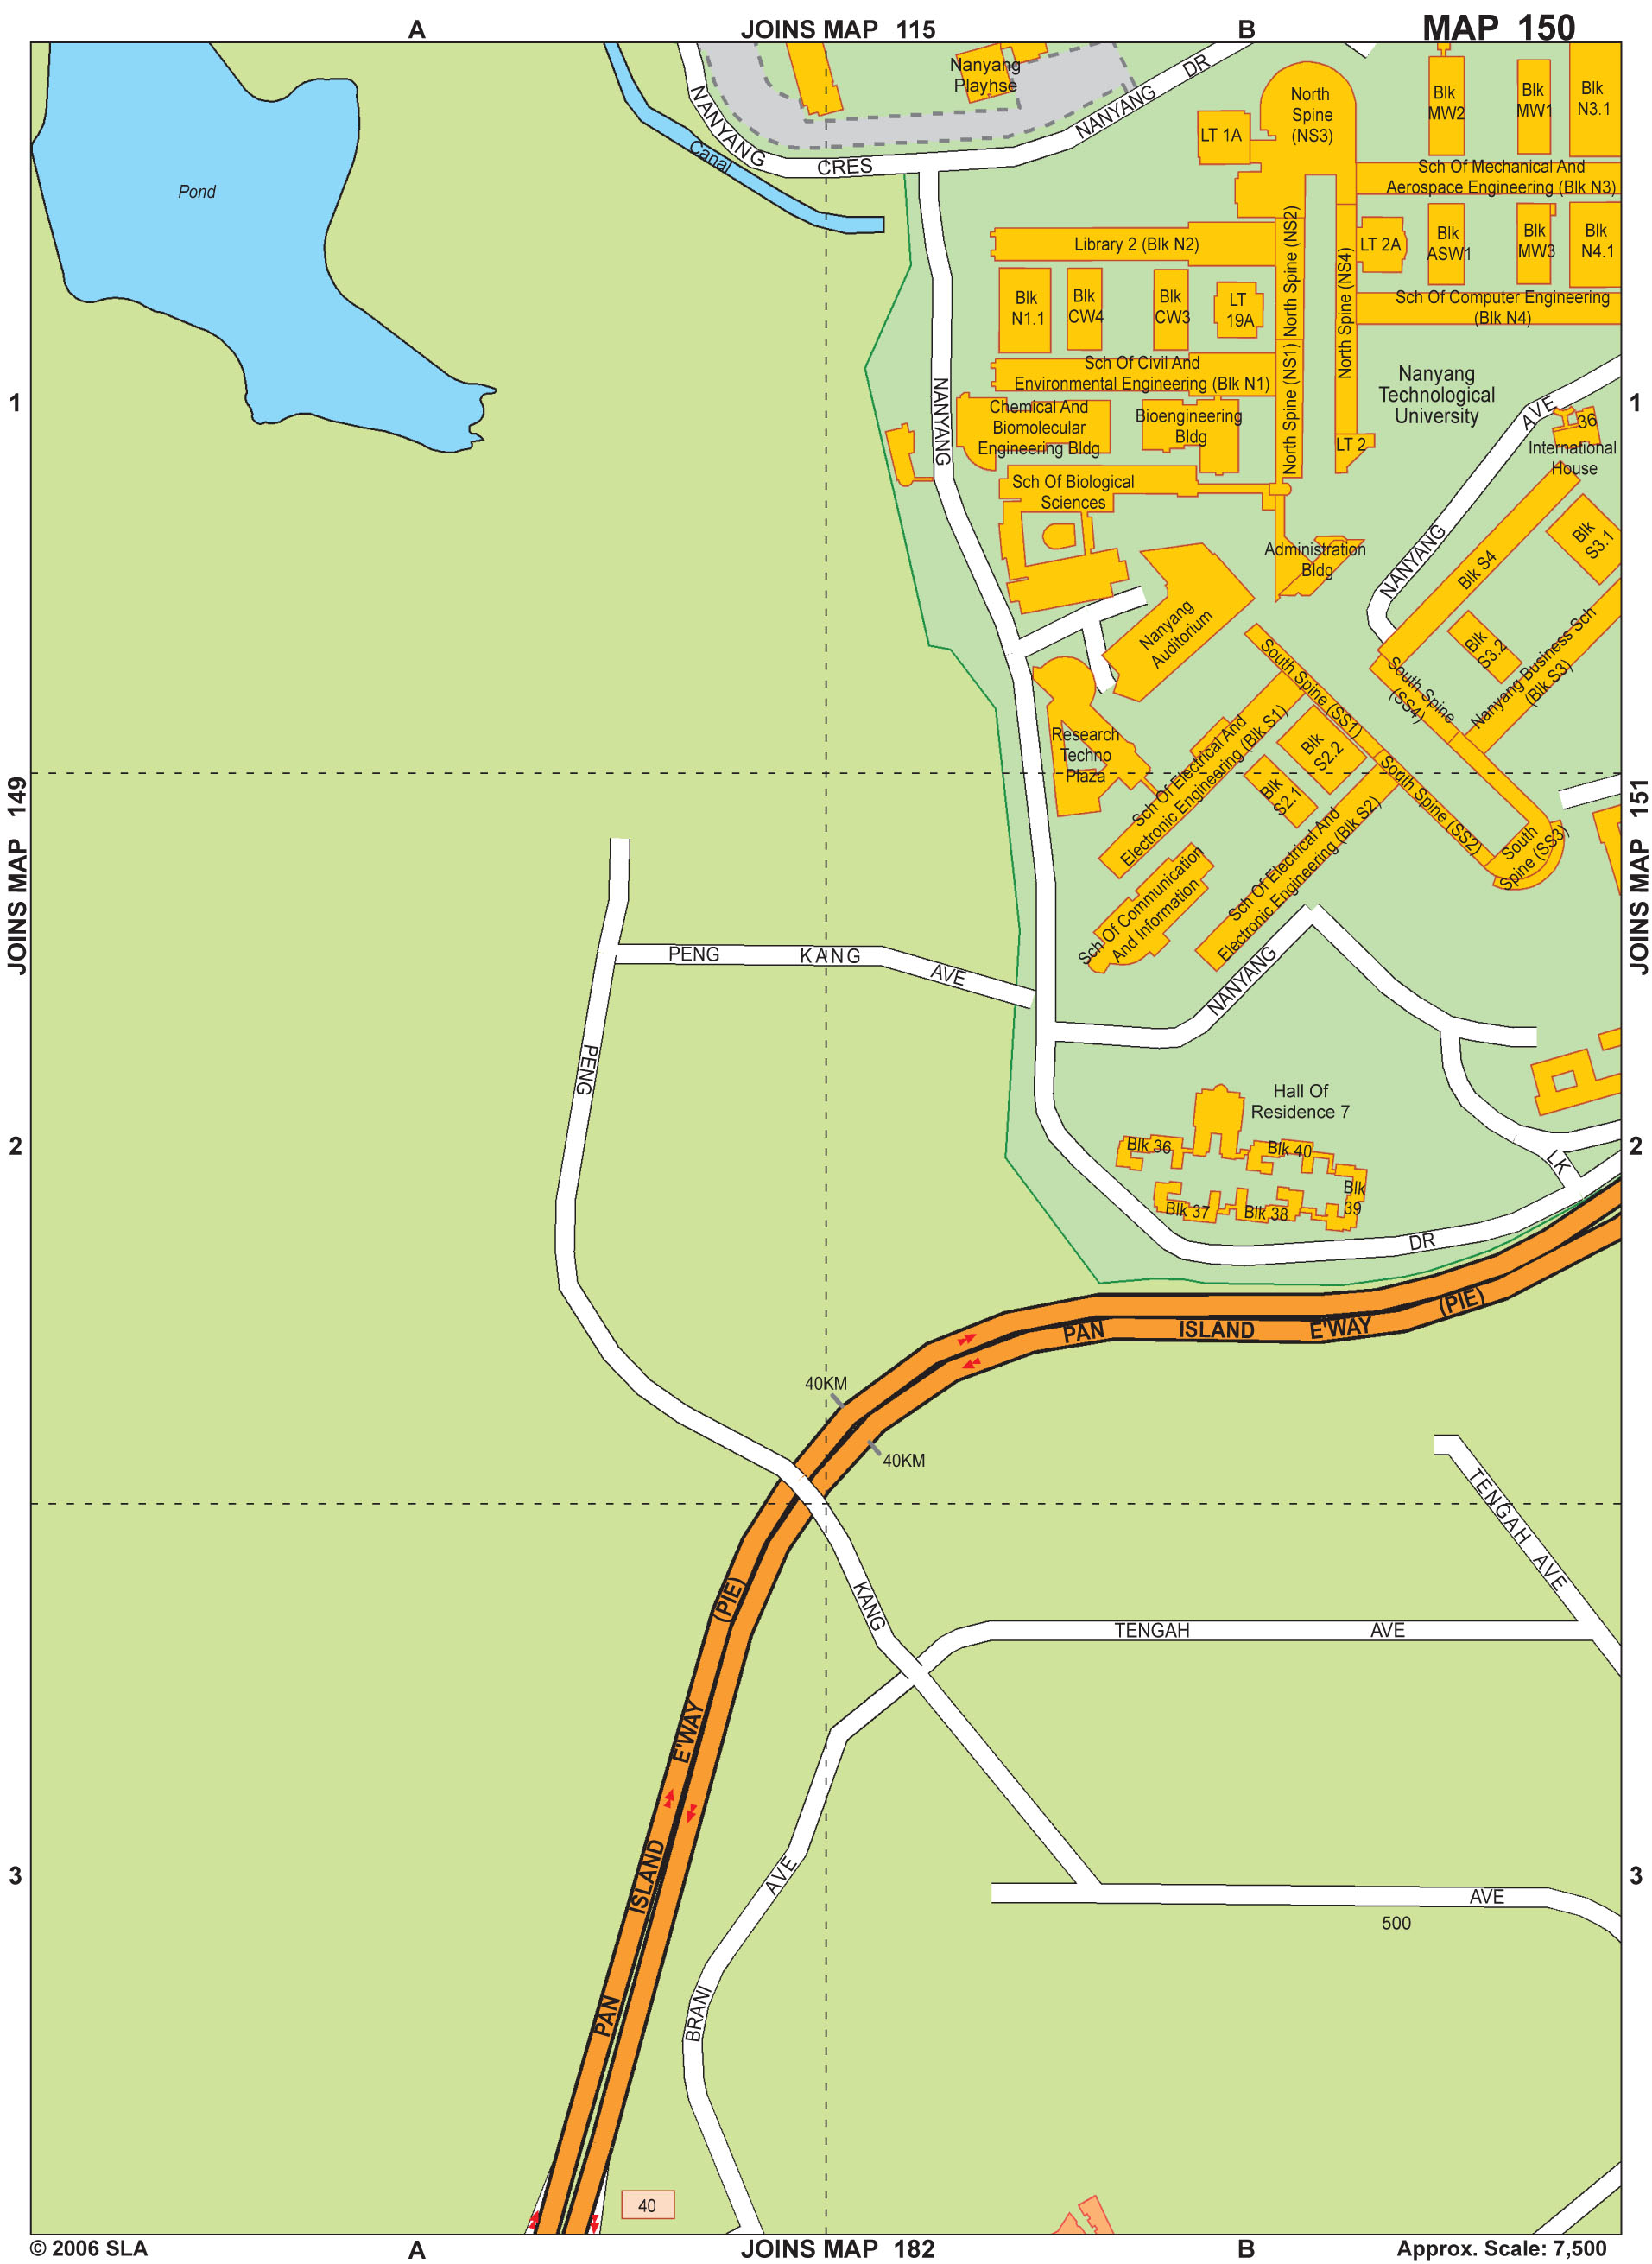 A
JOINS MAP 115
B
MAP 150
Nanyang
Playhse
NANYANG
DR
NANYANG
CRES
NANYANG
Canal
Pond
North
Spine
(NS3)
LT 1A
Blk
MW2
Blk
MW1
Blk
N3.1
Sch Of Mechanical And
Aerospace Engineering (Blk N3)
Library 2 (Blk N2)
North Spine (NS2)
North Spine (NS4)
LT 2A
Blk
ASW1
Blk
MW3
Blk
N4.1
Blk
N1.1
Blk
CW4
Blk
CW3
LT
19A
Sch Of Computer Engineering
(Blk N4)
Sch Of Civil And
Environmental Engineering (Blk N1)
North Spine (NS1)
Nanyang
Technological
University
1
1
NANYANG
Chemical And
Biomolecular
Engineering Bldg
Bioengineering
Bldg
LT 2
AVE
36
International
House
Sch Of Biological
Sciences
Administration
Bldg
NANYANG
Blk S4
Blk
S3.1
Nanyang
Auditorium
Blk
S3.2
Nanyang Business Sch
(Blk S3)
South Spine (SS1)
South Spine
(SS4)
Research
Techno
Plaza
Sch Of Electrical And
Electronic Engineering (Blk S1)
Blk
S2.2
Blk
S2.1
South Spine (SS2)
South
Spine (SS3)
JOINS MAP 149
JOINS MAP 151
Sch Of Electrical And
Electronic Engineering (Blk S2)
Sch Of Communication
And Information
PENG KANG AVE
NANYANG
PENG
Hall Of
Residence 7
2
2
Blk 36
Blk 40
LK
Blk
39
Blk 37
Blk 38
DR
PAN ISLAND E'WAY (PIE)
40KM
40KM
TENGAH AVE
(PIE)
KANG
TENGAH AVE
E'WAY
3
3
ISLAND
AVE
AVE
500
PAN
BRANI
40
© 2006 SLA
A
JOINS MAP 182
B
Approx. Scale: 7,500